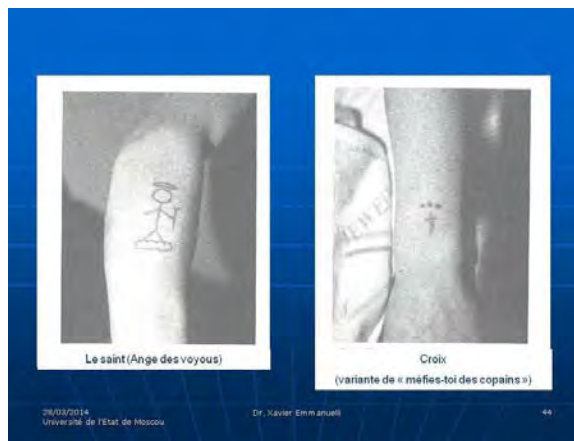 EWEL
Le saint (Ange des voyous)
Croix
(variante de « méfies-toi des copains »)
28/03/2014
Université de l'Etat de Moscou
Dr. Xavier Emmanuelli
44